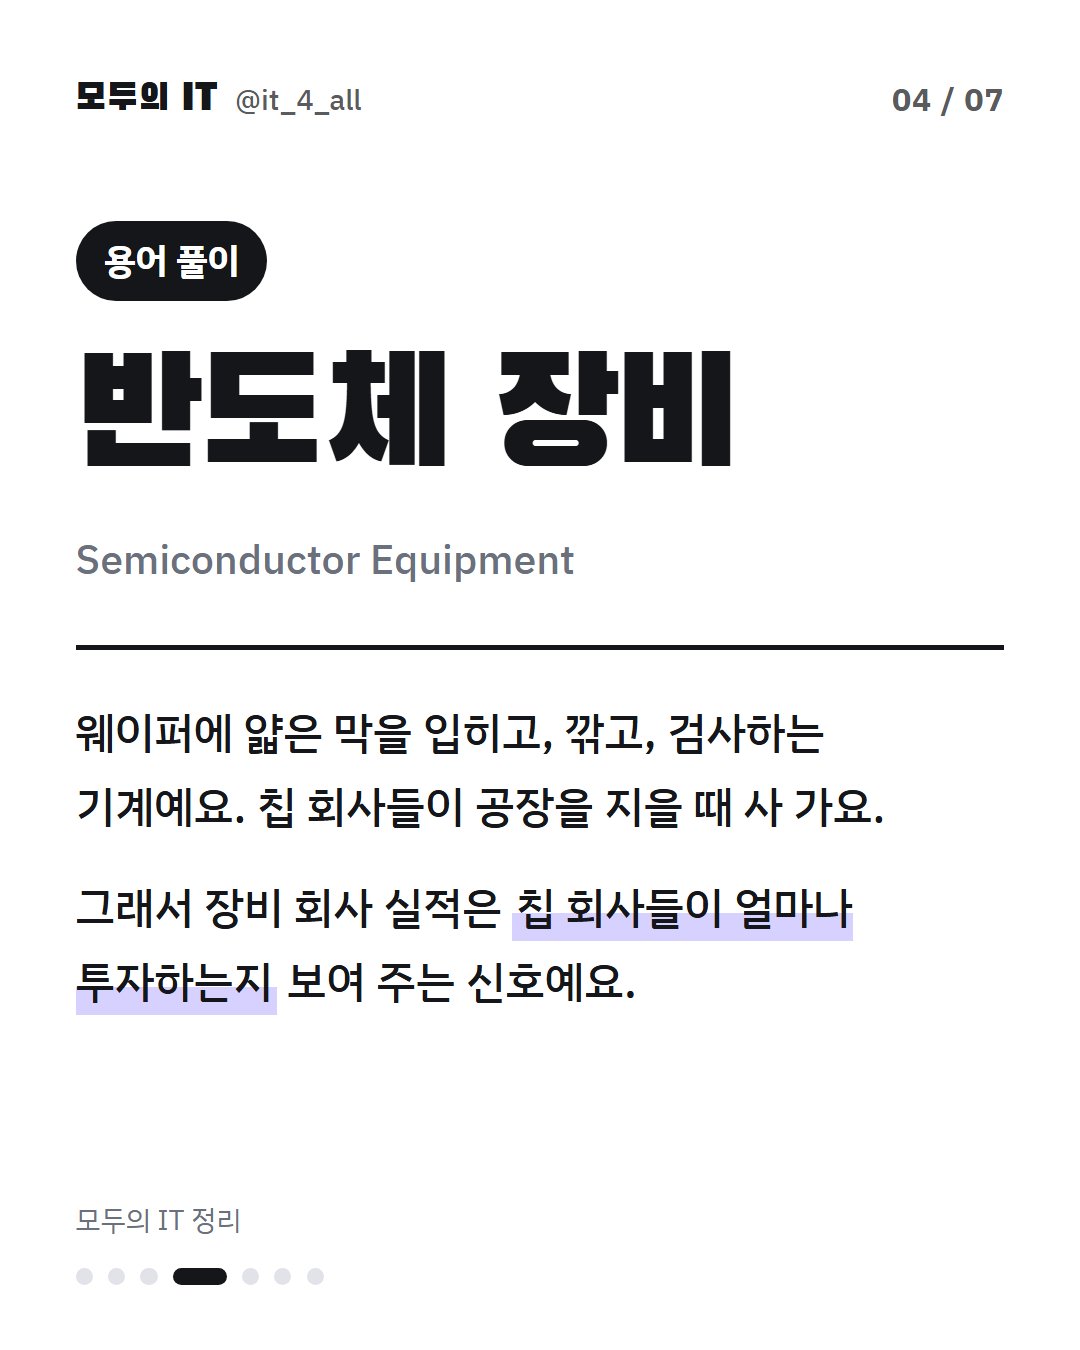 모두의 IT @it_4_all 04 / 07
용어 풀이
반도체 장비
Semiconductor Equipment
웨이퍼에 얇은 막을 입히고, 깎고, 검사하는
기계예요. 칩 회사들이 공장을 지을 때 사 가요.
그래서 장비 회사 실적은 칩 회사들이 얼마나
투자하는지 보여 주는 신호예요.
모두의 IT 정리